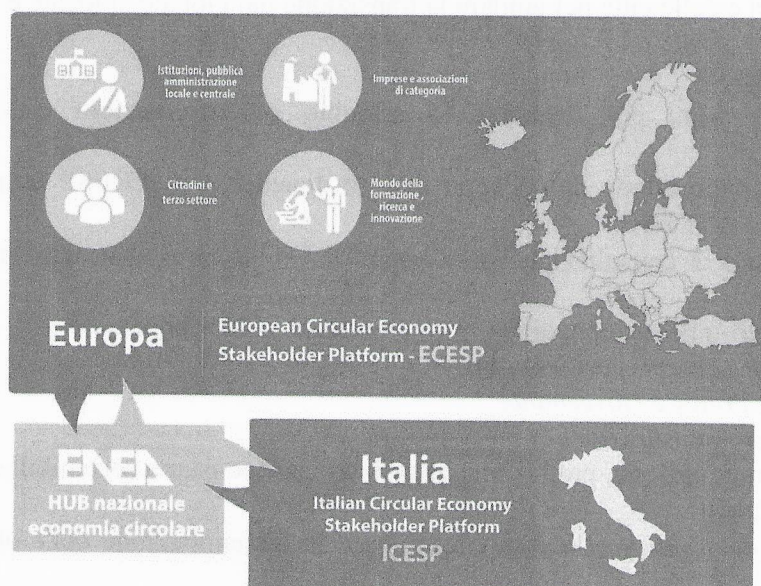 Istituzioni, pubblica
amministrazione
locale e centrale
Imprese e associazioni
di categoria
Cittadini e
terzo settore
Mondo della
formazione ,
ricerca e
innovazione
Europa
European Circular Economy
Stakeholder Platform - ECESP
ENEA
HUB nazionale
economia circolare
Italia
Italian Circular Economy
Stakeholder Platform
ICESP